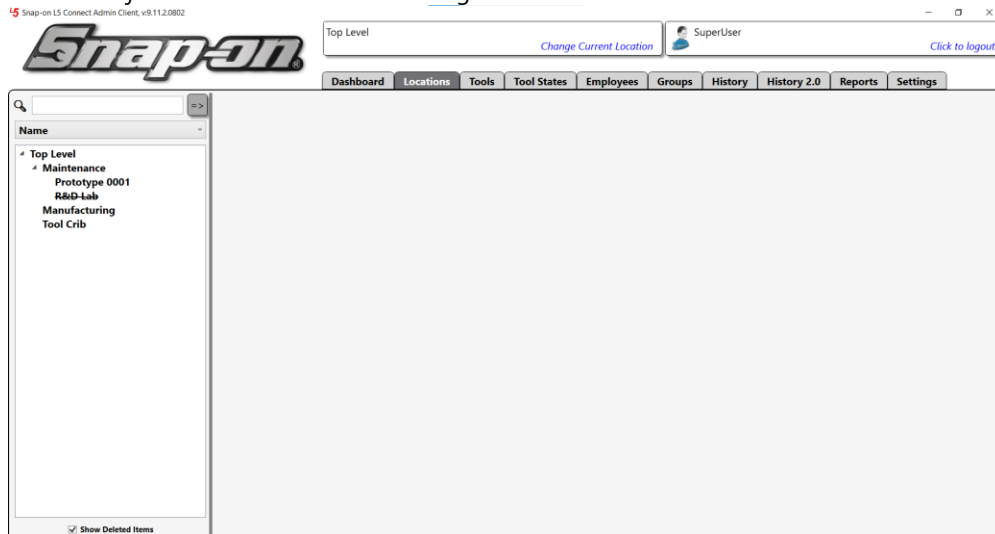 Snap-on L5 Connect Admin Client, v.9.11.2.0802
Snap-on®
Top Level
Change Current Location
SuperUser
Click to logout
Dashboard Locations Tools Tool States Employees Groups History History 2.0 Reports Settings
=>
Name
Top Level
Maintenance
Prototype 0001
R&D Lab
Manufacturing
Tool Crib
Show Deleted Items